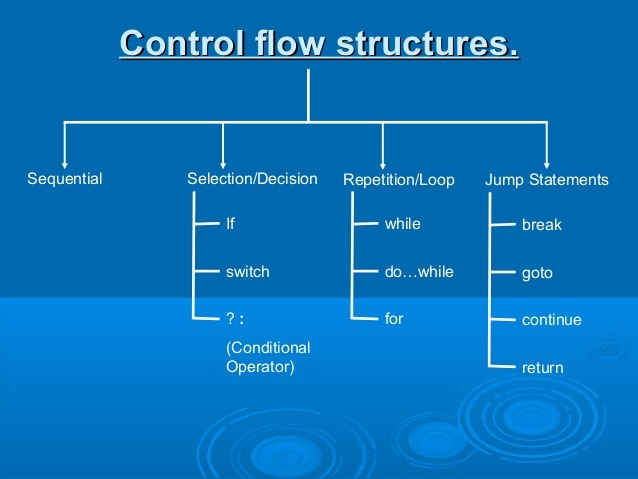 Control flow structures.
Sequential
Selection/Decision
If
switch
? :
(Conditional
Operator)
Repetition/Loop
while
do…while
for
Jump Statements
break
goto
continue
return